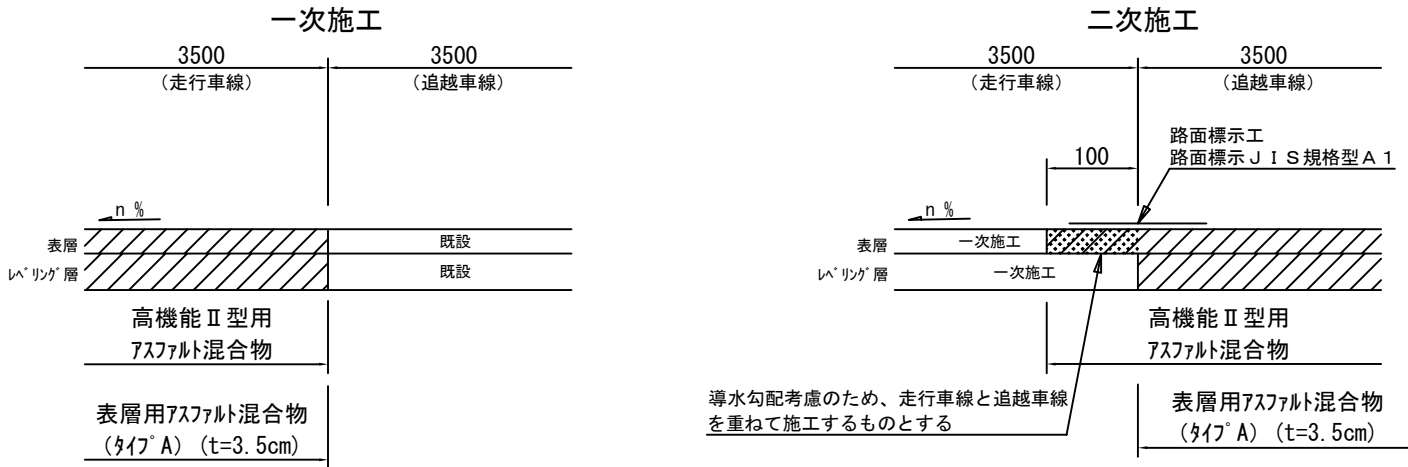 一次施工
3500
3500
(走行車線)
(追越車線)
n %
表層
既設
ﾚﾍﾞﾘﾝｸﾞ層
既設
高機能Ⅱ型用
ｱｽﾌｧﾙﾄ混合物
表層用ｱｽﾌｧﾙﾄ混合物
(ﾀｲﾌﾟA) (t=3.5cm)
二次施工
3500
3500
(走行車線)
(追越車線)
路面標示工
路面標示ＪＩＳ規格型Ａ１
100
n %
表層
一次施工
ﾚﾍﾞﾘﾝｸﾞ層
一次施工
高機能Ⅱ型用
ｱｽﾌｧﾙﾄ混合物
導水勾配考慮のため、走行車線と追越車線
を重ねて施工するものとする
表層用ｱｽﾌｧﾙﾄ混合物
(ﾀｲﾌﾟA) (t=3.5cm)